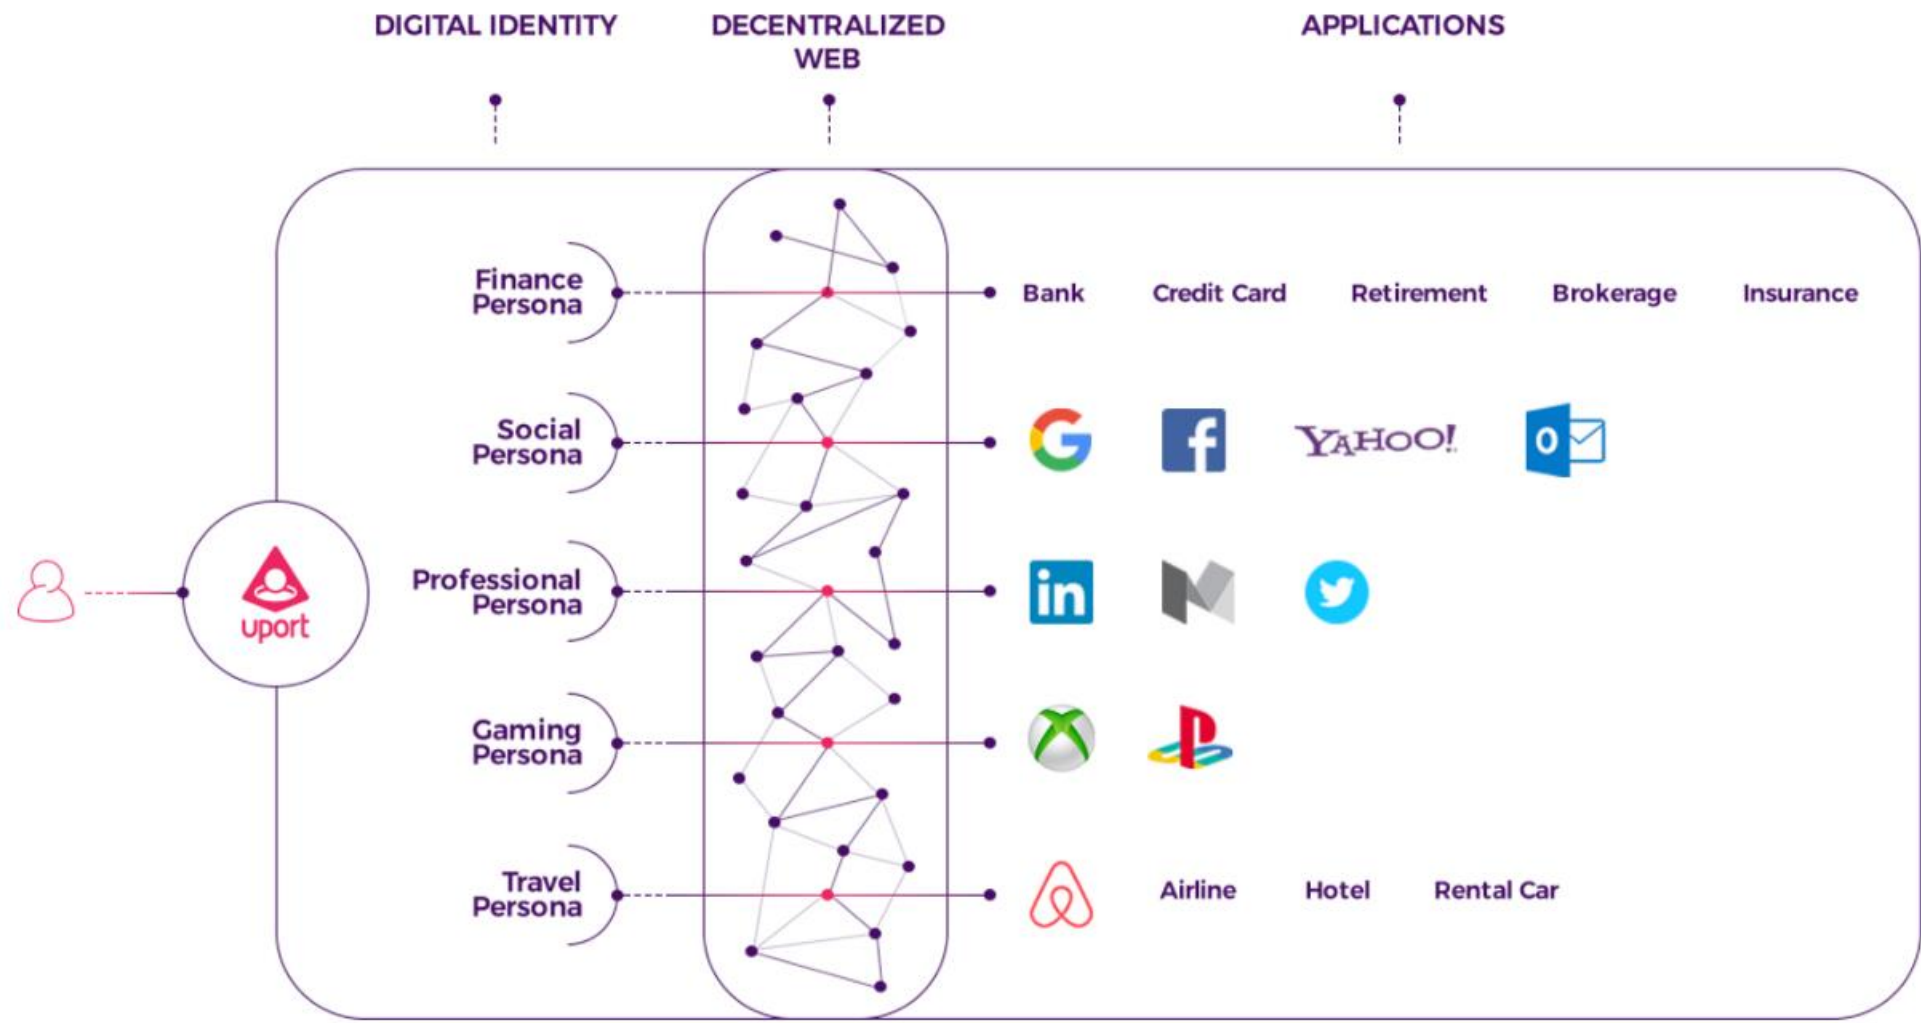 DIGITAL IDENTITY
DECENTRALIZED
WEB
APPLICATIONS
Finance
Persona
Bank Credit Card Retirement Brokerage Insurance
Social
Persona
G f YAHOO! O
uport
Professional
Persona
in
Gaming
Persona
Travel
Persona
Airline Hotel Rental Car